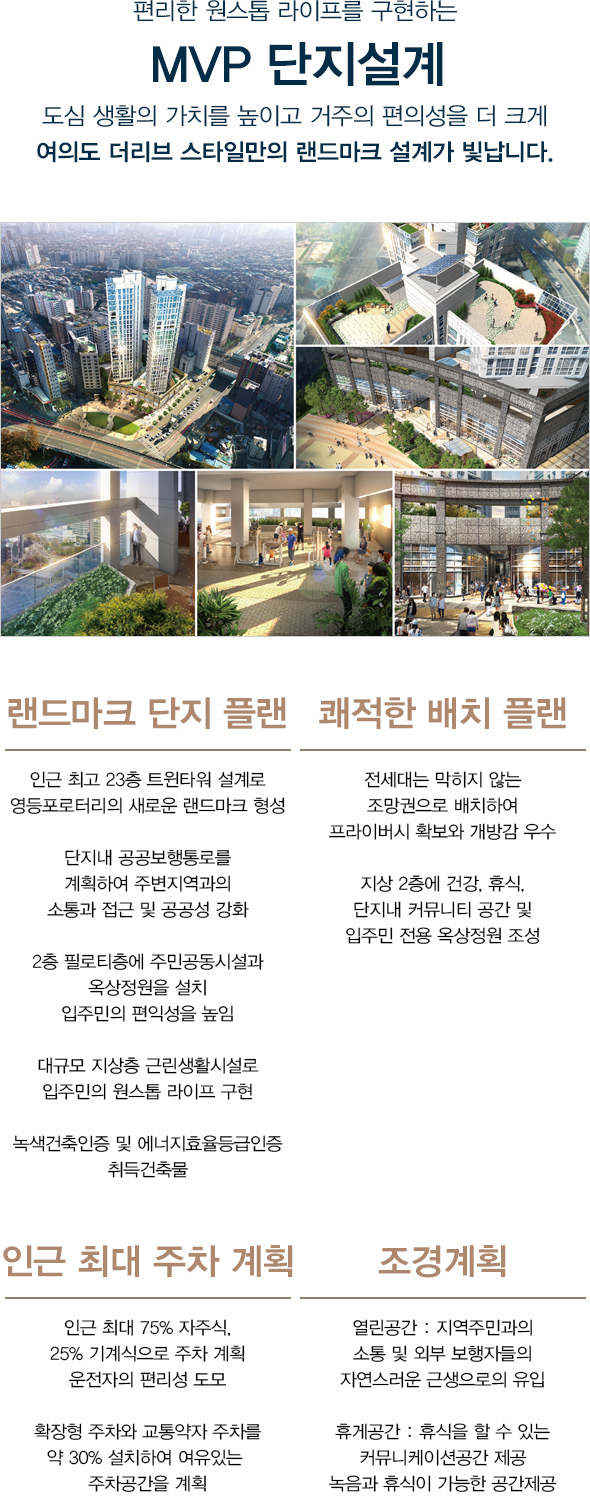 편리한 원스톱 라이프를 구현하는
MVP 단지설계
도심 생활의 가치를 높이고 거주의 편의성을 더 크게
여의도 더리브 스타일만의 랜드마크 설계가 빛납니다.
랜드마크 단지 플랜
인근 최고 23층 트윈타워 설계로
영등포로터리의 새로운 랜드마크 형성
단지내 공공보행통로를
계획하여 주변지역과의
소통과 접근 및 공공성 강화
2층 필로티층에 주민공동시설과
옥상정원을 설치
입주민의 편익성을 높임
대규모 지상층 근린생활시설로
입주민의 원스톱 라이프 구현
녹색건축인증 및 에너지효율등급인증
취득건축물
쾌적한 배치 플랜
전세대는 막히지 않는
조망권으로 배치하여
프라이버시 확보와 개방감 우수
지상 2층에 건강, 휴식,
단지내 커뮤니티 공간 및
입주민 전용 옥상정원 조성
인근 최대 주차 계획
인근 최대 75% 자주식,
25% 기계식으로 주차 계획
운전자의 편리성 도모
확장형 주차와 교통약자 주차를
약 30% 설치하여 여유있는
주차공간을 계획
조경계획
열린공간 : 지역주민과의
소통 및 외부 보행자들의
자연스러운 근생으로의 유입
휴게공간 : 휴식을 할 수 있는
커뮤니케이션공간 제공
녹음과 휴식이 가능한 공간제공